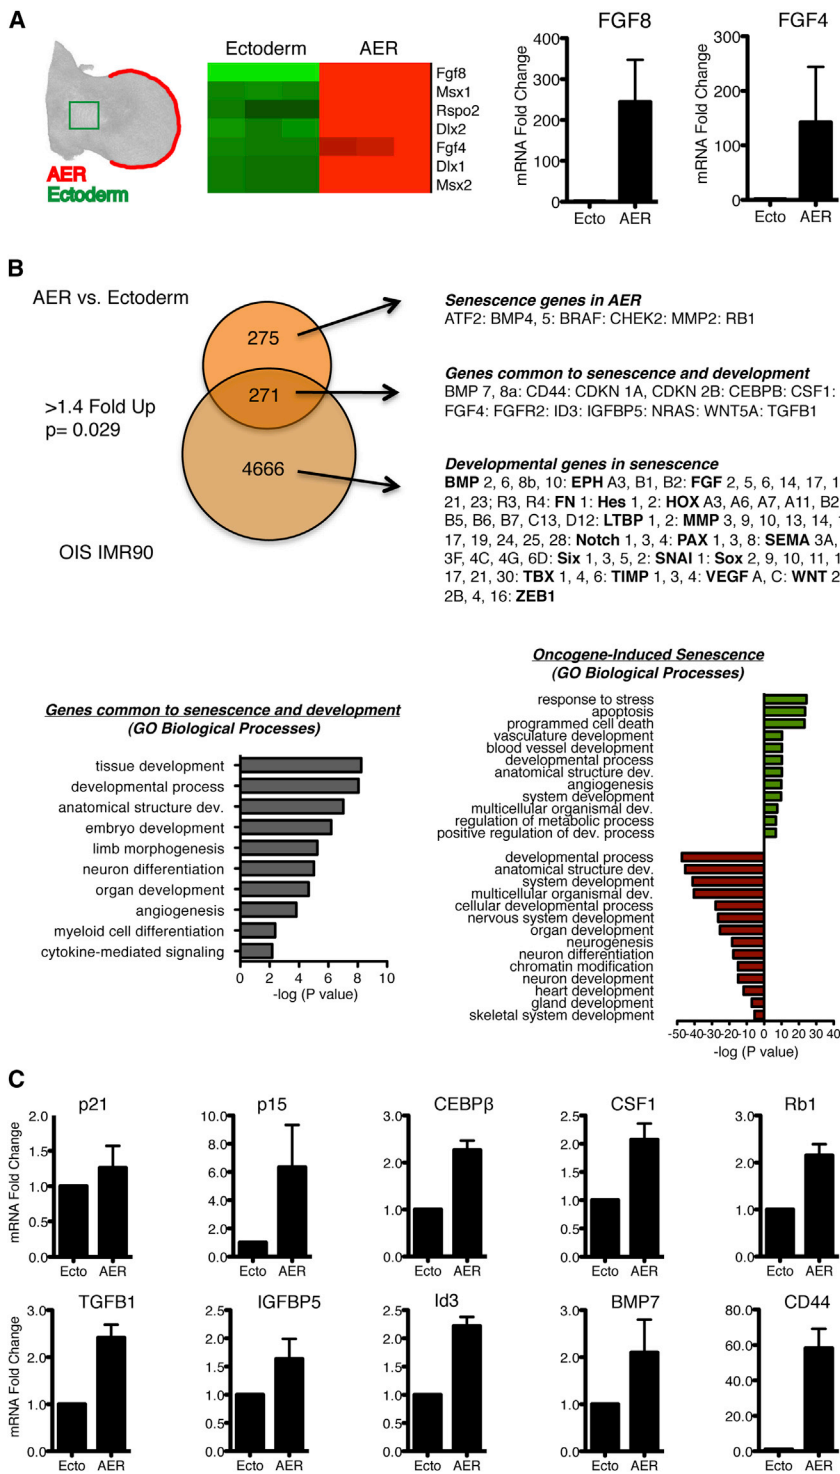 A
Ectoderm AER
Fgf8
Msx1
Rspo2
Dlx2
Fgf4
Dlx1
Msx2
AER
Ectoderm
FGF8
mRNA Fold Change
400
300
200
100
0
Ecto AER
FGF4
mRNA Fold Change
300
200
100
0
Ecto AER
B
AER vs. Ectoderm
275
271
4666
>1.4 Fold Up
p= 0.029
OIS IMR90
Senescence genes in AER
ATF2: BMP4, 5: BRAF: CHEK2: MMP2: RB1
Genes common to senescence and development
BMP 7, 8a: CD44: CDKN 1A, CDKN 2B: CEBPB: CSF1:
FGF4: FGFR2: ID3: IGFBP5: NRAS: WNT5A: TGFB1
Developmental genes in senescence
BMP 2, 6, 8b, 10: EPH A3, B1, B2: FGF 2, 5, 6, 14, 17, 1
21, 23; R3, R4: FN 1: Hes 1, 2: HOX A3, A6, A7, A11, B2
B5, B6, B7, C13, D12: LTBP 1, 2: MMP 3, 9, 10, 13, 14,
17, 19, 24, 25, 28: Notch 1, 3, 4: PAX 1, 3, 8: SEMA 3A,
3F, 4C, 4G, 6D: Six 1, 3, 5, 2: SNAI 1: Sox 2, 9, 10, 11, 1
17, 21, 30: TBX 1, 4, 6: TIMP 1, 3, 4: VEGF A, C: WNT 2
2B, 4, 16: ZEB1
Genes common to senescence and development
(GO Biological Processes)
tissue development
developmental process
anatomical structure dev.
embryo development
limb morphogenesis
neuron differentiation
organ development
angiogenesis
myeloid cell differentiation
cytokine-mediated signaling
0 2 4 6 8 10
-log (P value)
Oncogene-Induced Senescence
(GO Biological Processes)
response to stress
apoptosis
programmed cell death
vasculature development
blood vessel development
developmental process
anatomical structure dev.
angiogenesis
system development
multicellular organismal dev.
regulation of metabolic process
positive regulation of dev. process
developmental process
anatomical structure dev.
system development
multicellular organismal dev.
cellular developmental process
nervous system development
organ development
neurogenesis
neuron differentiation
chromatin modification
neuron development
heart development
gland development
skeletal system development
-50 -40 -30 -20 -10 0 10 20 30 40
-log (P value)
C
p21
mRNA Fold Change
2.0
1.5
1.0
0.5
0.0
Ecto AER
p15
10.0
8.0
6.0
4.0
2.0
0.0
Ecto AER
CEBPβ
3.0
2.0
1.0
0.0
Ecto AER
CSF1
2.5
2.0
1.5
1.0
0.5
0.0
Ecto AER
Rb1
3.0
2.0
1.0
0.0
Ecto AER
TGFB1
mRNA Fold Change
3.0
2.0
1.0
0.0
Ecto AER
IGFBP5
2.5
2.0
1.5
1.0
0.5
0.0
Ecto AER
Id3
2.5
2.0
1.5
1.0
0.5
0.0
Ecto AER
BMP7
3.0
2.0
1.0
0.0
Ecto AER
CD44
80.0
60.0
40.0
20.0
0.0
Ecto AER